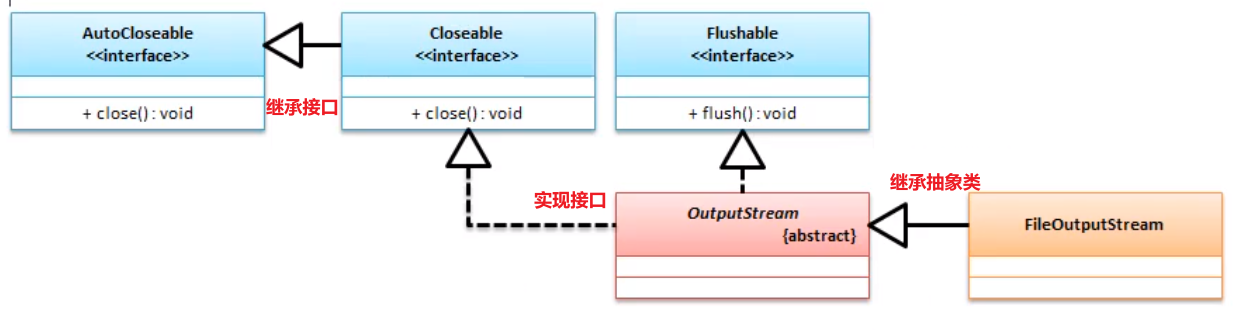 AutoCloseable
<<interface>>
+ close() : void
继承接口
Closeable
<<interface>>
+ close() : void
Flushable
<<interface>>
+ flush() : void
实现接口
OutputStream
{abstract}
继承抽象类
FileOutputStream